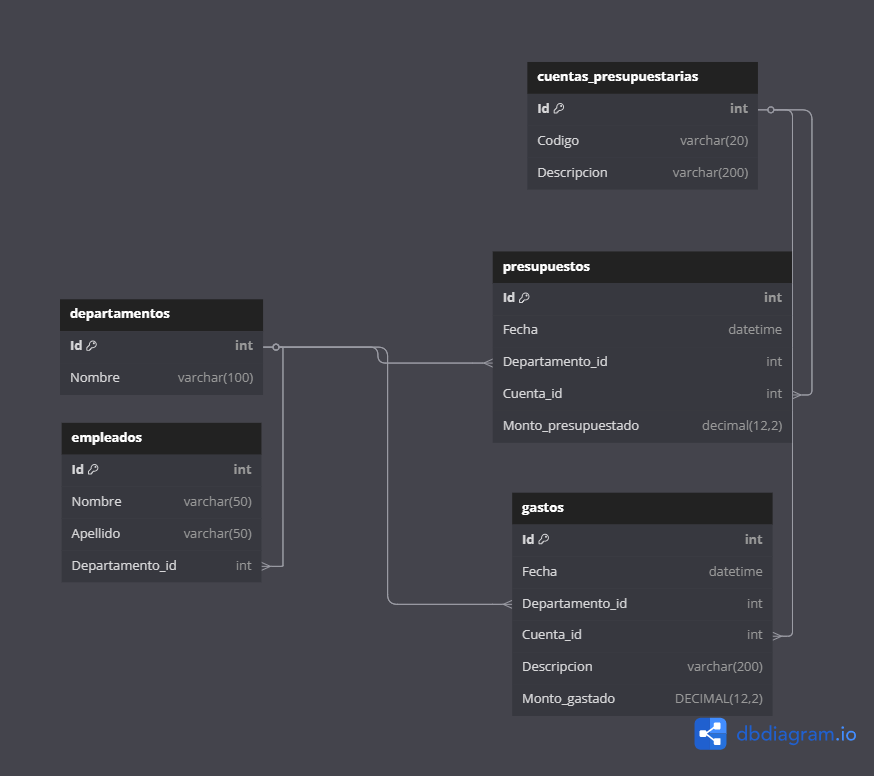 cuentas_presupuestarias
Id int
Codigo varchar(20)
Descripcion varchar(200)
presupuestos
Id int
Fecha datetime
Departamento_id int
Cuenta_id int
Monto_presupuestado decimal(12,2)
departamentos
Id int
Nombre varchar(100)
empleados
Id int
Nombre varchar(50)
Apellido varchar(50)
Departamento_id int
gastos
Id int
Fecha datetime
Departamento_id int
Cuenta_id int
Descripcion varchar(200)
Monto_gastado DECIMAL(12,2)
dbdiagram.io